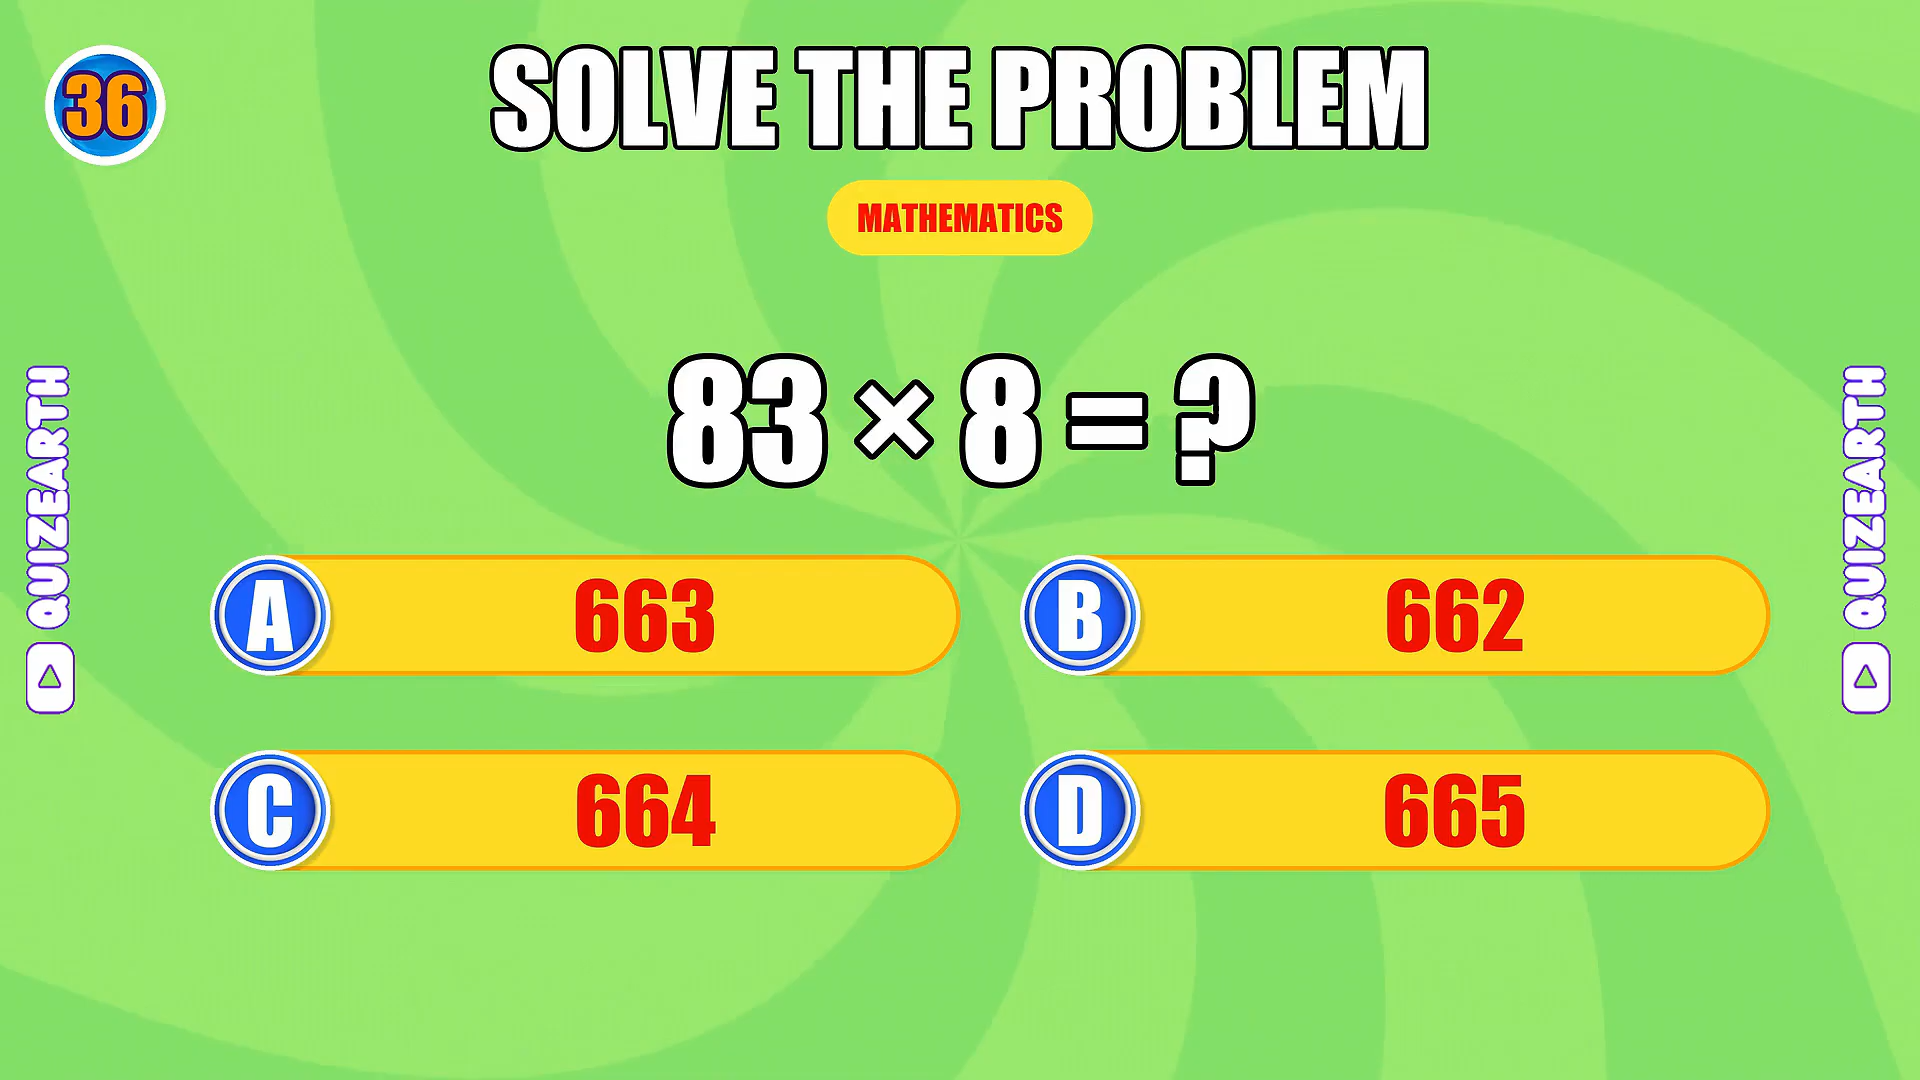 36
SOLVE THE PROBLEM
MATHEMATICS
83 × 8 = ?
A 663
B 662
C 664
D 665
QUIZEARTH
QUIZEARTH